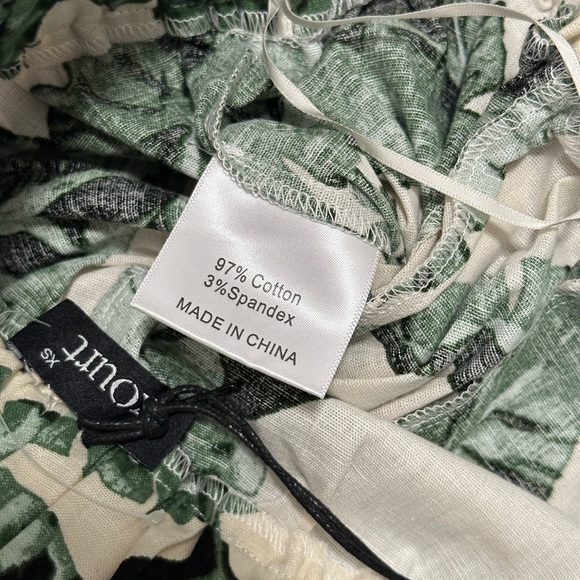 97% Cotton
3%Spandex
MADE IN CHINA
XS